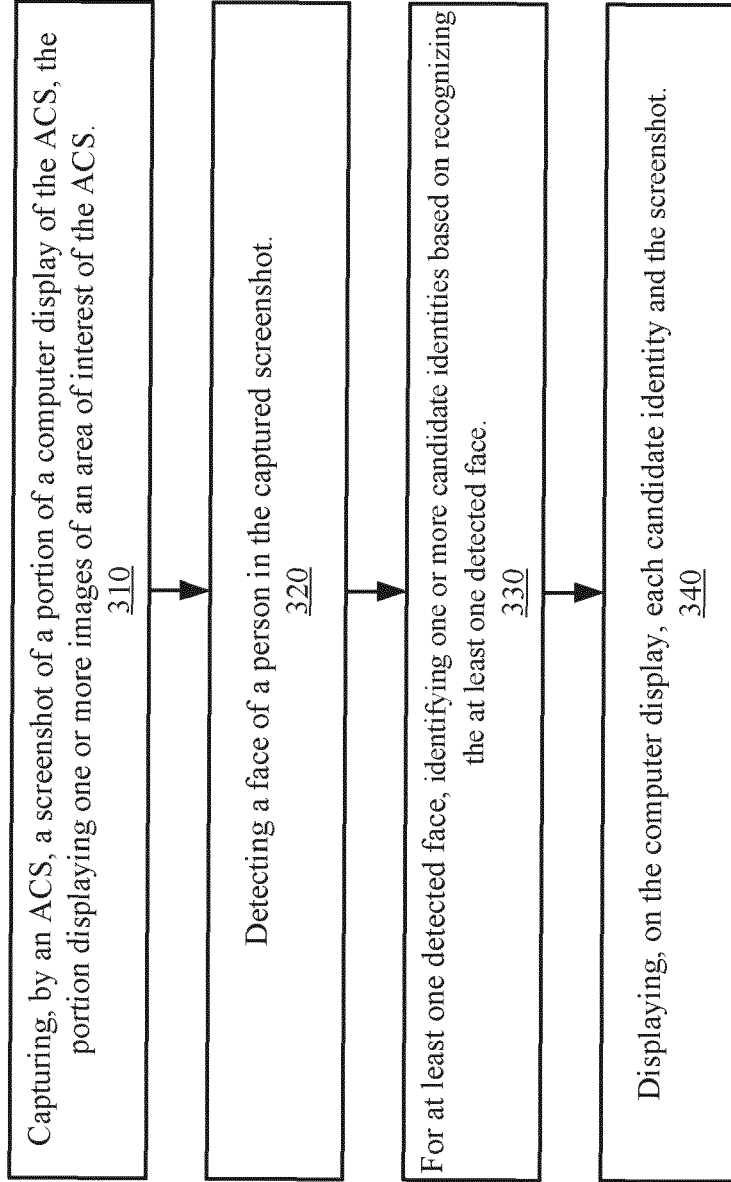 Capturing, by an ACS, a screenshot of a portion of a computer display of the ACS, the
portion displaying one or more images of an area of interest of the ACS.
310
Detecting a face of a person in the captured screenshot.
320
For at least one detected face, identifying one or more candidate identities based on recognizing
the at least one detected face.
330
Displaying, on the computer display, each candidate identity and the screenshot.
340